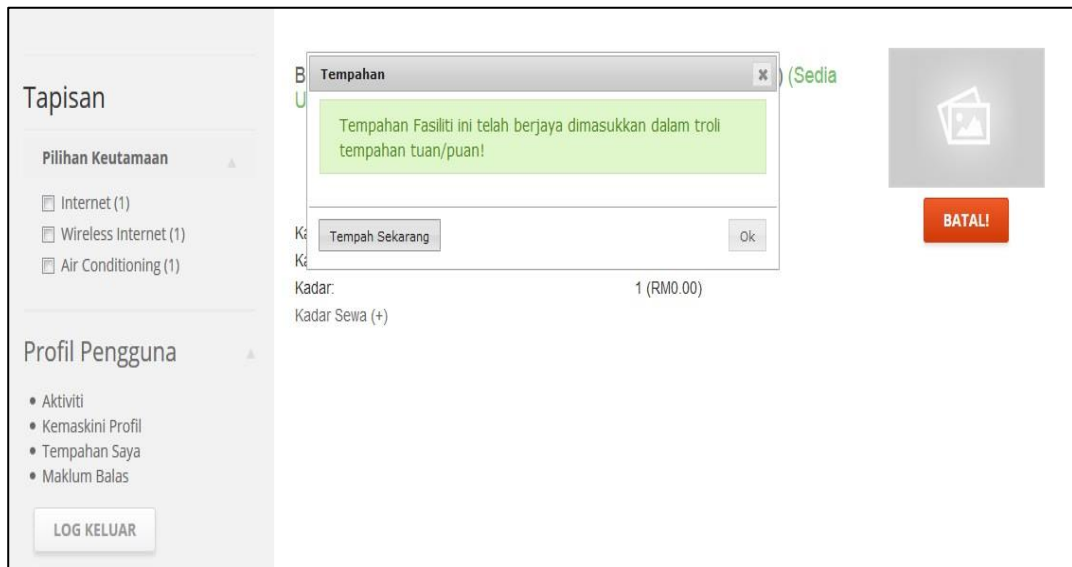 Tapisan
Pilihan Keutamaan
Internet (1)
Wireless Internet (1)
Air Conditioning (1)
Profil Pengguna
Aktiviti
Kemaskini Profil
Tempahan Saya
Maklum Balas
LOG KELUAR
Tempahan
(Sedia
Tempahan Fasiliti ini telah berjaya dimasukkan dalam troli
tempahan tuan/puan!
Tempah Sekarang
Ok
Kadar: 1 (RM0.00)
Kadar Sewa (+)
BATAL!